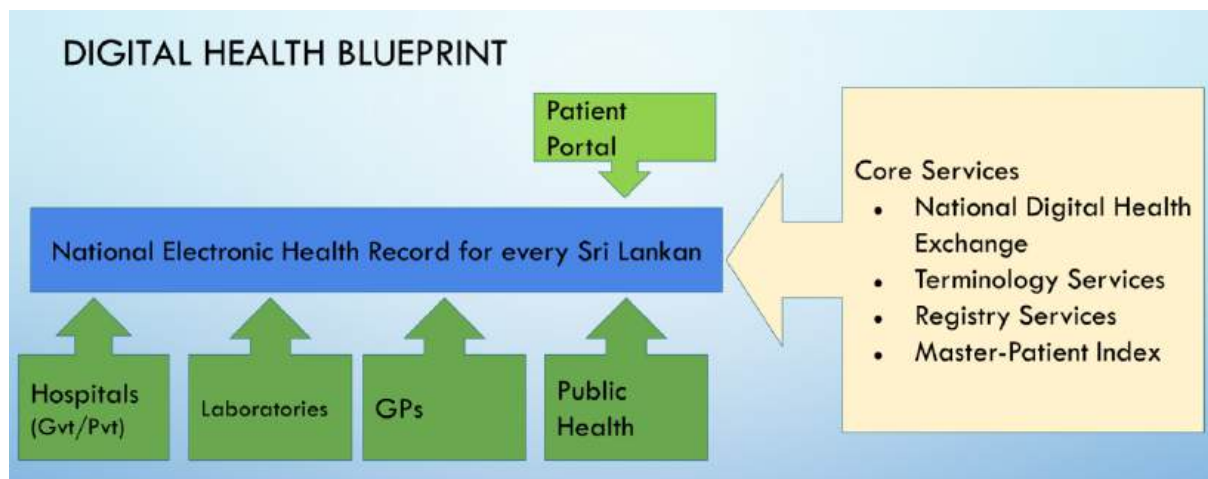 DIGITAL HEALTH BLUEPRINT
Patient
Portal
National Electronic Health Record for every Sri Lankan
Hospitals
(Gvt/Pvt)
Laboratories
GPs
Public
Health
Core Services
• National Digital Health
Exchange
• Terminology Services
• Registry Services
• Master-Patient Index